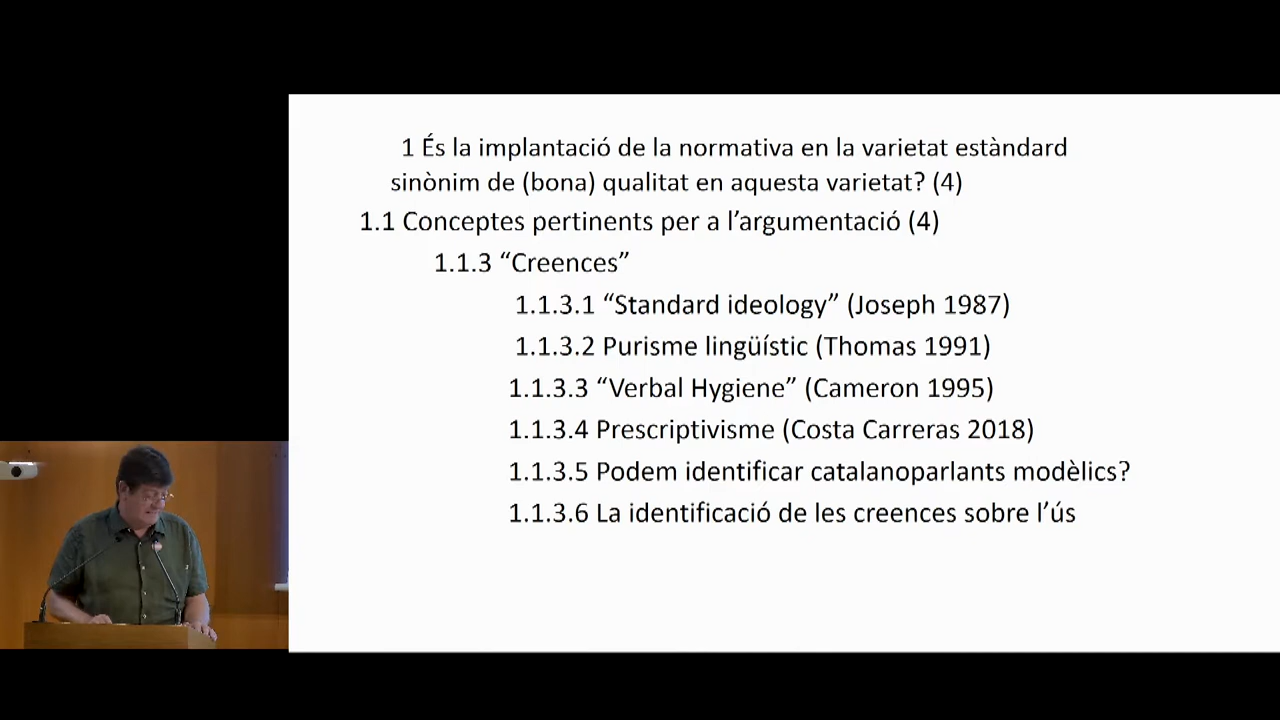 1 És la implantació de la normativa en la varietat estàndard
sinònim de (bona) qualitat en aquesta varietat? (4)
1.1 Conceptes pertinents per a l’argumentació (4)
1.1.3 “Creences”
1.1.3.1 “Standard ideology” (Joseph 1987)
1.1.3.2 Purisme lingüístic (Thomas 1991)
1.1.3.3 “Verbal Hygiene” (Cameron 1995)
1.1.3.4 Prescriptivisme (Costa Carreras 2018)
1.1.3.5 Podem identificar catalanoparlants modèlics?
1.1.3.6 La identificació de les creences sobre l’ús